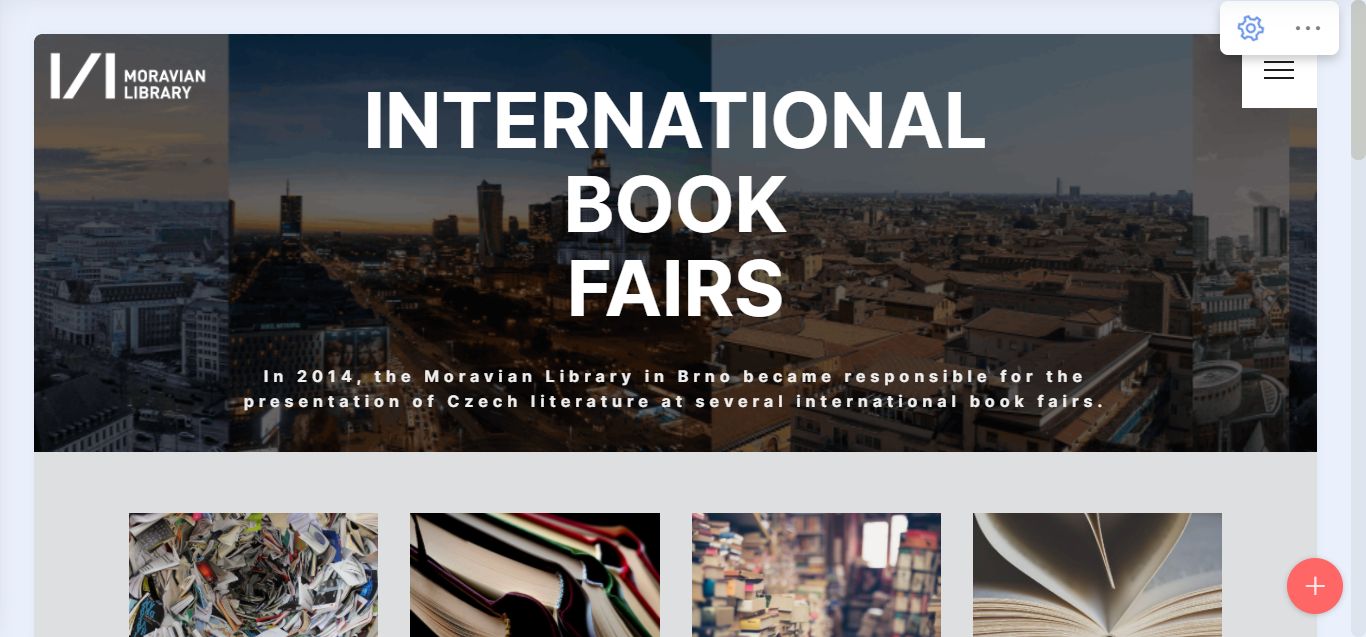 MORAVIAN
LIBRARY
INTERNATIONAL
BOOK
FAIRS
In 2014, the Moravian Library in Brno became responsible for the
presentation of Czech literature at several international book fairs.